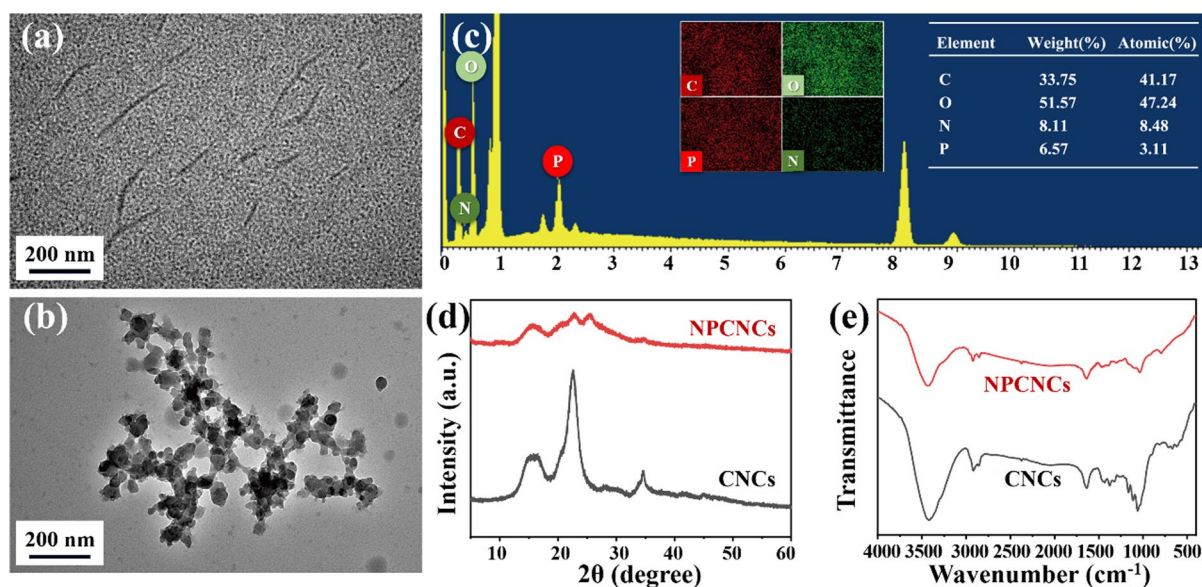 (a)
200 nm
(b)
200 nm
(c)
O
C
N
P
C
O
P
N
Element Weight(%) Atomic(%)
C 33.75 41.17
O 51.57 47.24
N 8.11 8.48
P 6.57 3.11
0 1 2 3 4 5 6 7 8 9 10 11 12 13
(d)
NPCNCs
CNCs
Intensity (a.u.)
10 20 30 40 50 60
2θ (degree)
(e)
NPCNCs
CNCs
Transmittance
4000 3500 3000 2500 2000 1500 1000 500
Wavenumber (cm⁻¹)